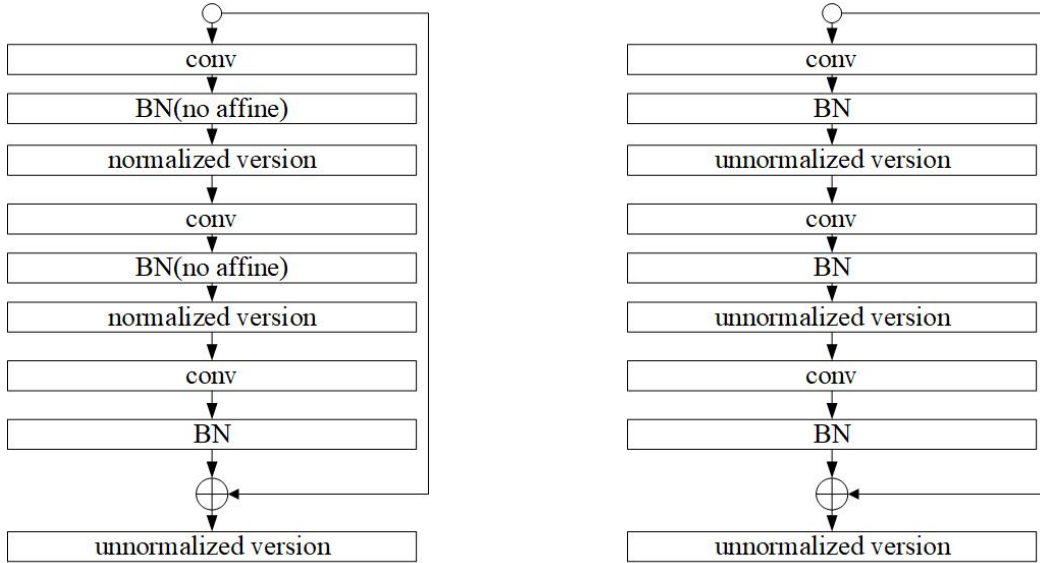 conv
BN(no affine)
normalized version
conv
BN(no affine)
normalized version
conv
BN
unnormalized version
conv
BN
unnormalized version
conv
BN
unnormalized version
conv
BN
unnormalized version